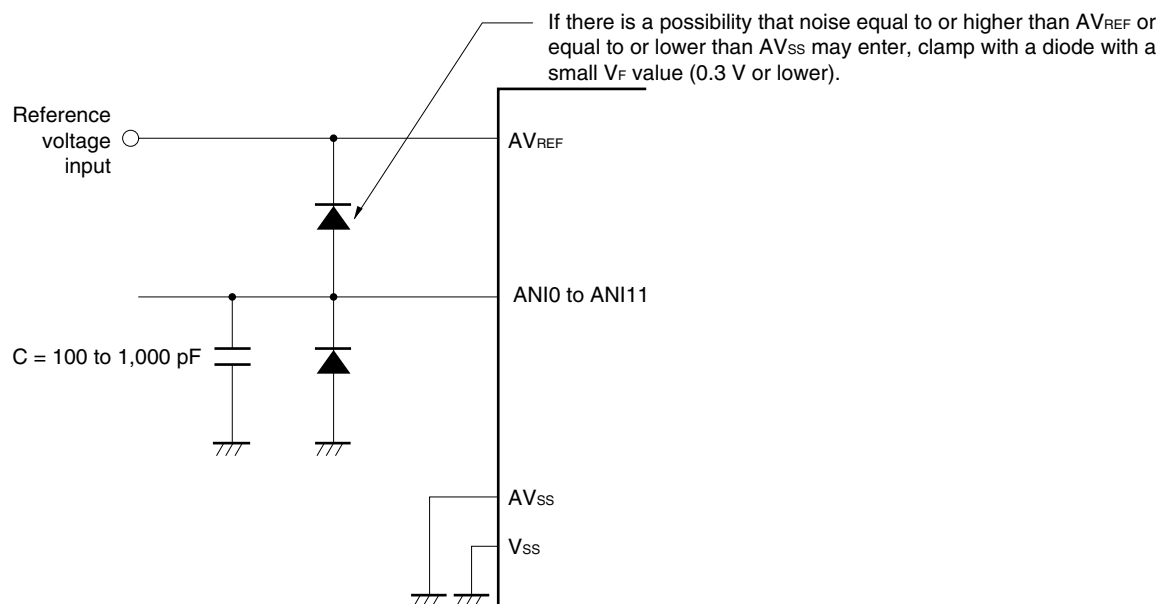 If there is a possibility that noise equal to or higher than AVREF or
equal to or lower than AVSS may enter, clamp with a diode with a
small VF value (0.3 V or lower).
Reference
voltage
input
AVREF
ANI0 to ANI11
C = 100 to 1,000 pF
AVSS
VSS